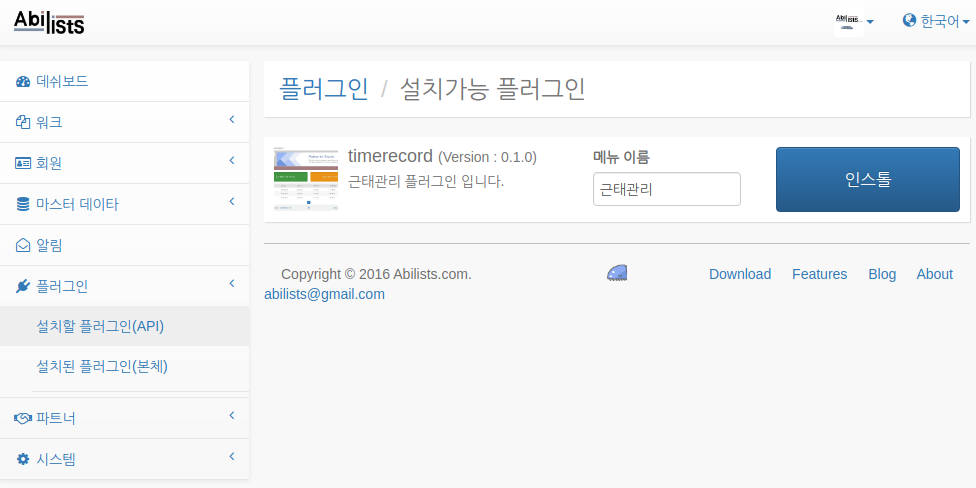 Abilists
Abilists
한국어
데쉬보드
워크
회원
마스터 데이타
알림
플러그인
설치할 플러그인(API)
설치된 플러그인(본체)
파트너
시스템
플러그인 / 설치가능 플러그인
timerecord (Version : 0.1.0)
근태관리 플러그인 입니다.
메뉴 이름
근태관리
인스톨
Copyright © 2016 Abilists.com.
abilists@gmail.com
Download Features Blog About